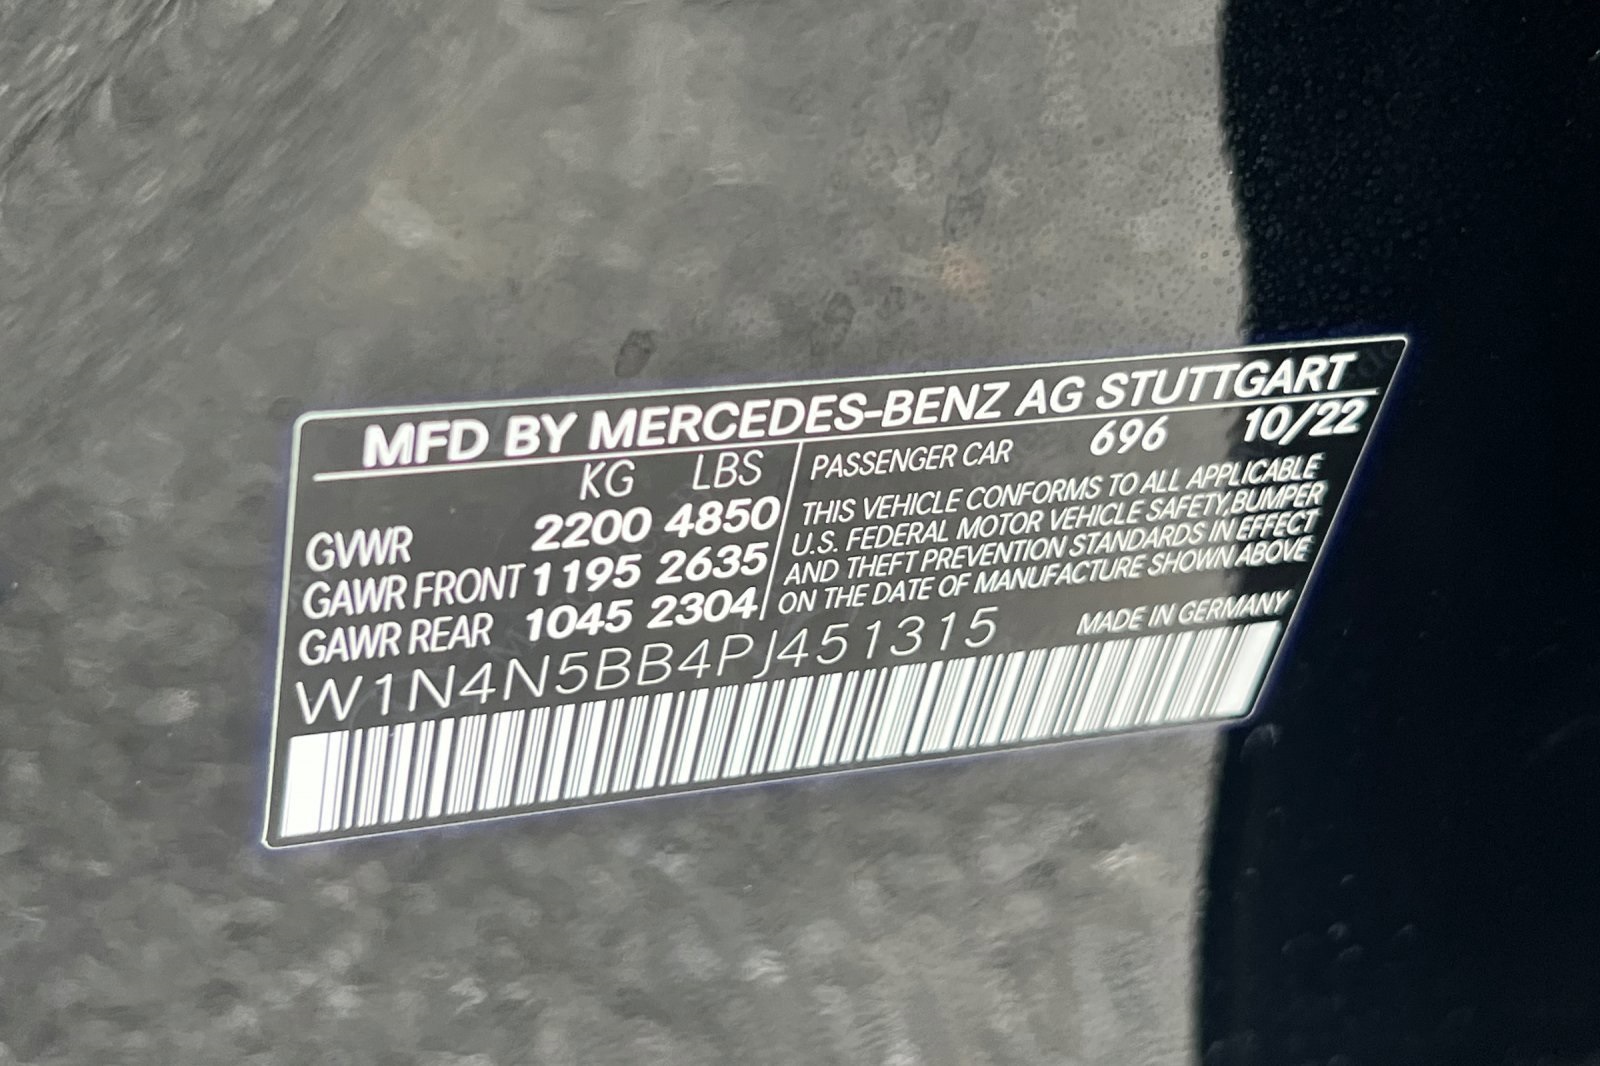 MFD BY MERCEDES-BENZ AG STUTTGART
KG LBS
GVWR 2200 4850
GAWR FRONT 1195 2635
GAWR REAR 1045 2304
PASSENGER CAR 696 10/22
THIS VEHICLE CONFORMS TO ALL APPLICABLE
U.S. FEDERAL MOTOR VEHICLE SAFETY,BUMPER
AND THEFT PREVENTION STANDARDS IN EFFECT
ON THE DATE OF MANUFACTURE SHOWN ABOVE
W1N4N5BB4PJ451315
MADE IN GERMANY